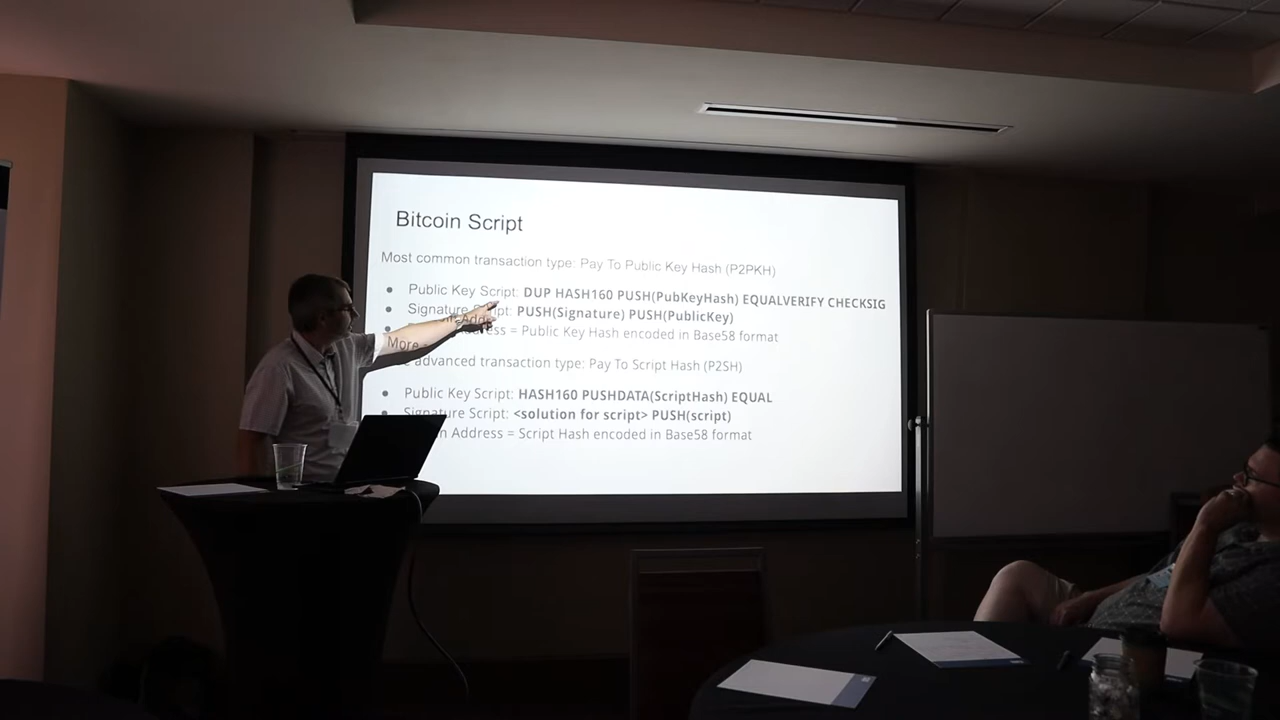 Bitcoin Script
Most common transaction type: Pay To Public Key Hash (P2PKH)
• Public Key Script: DUP HASH160 PUSH(PubKeyHash) EQUALVERIFY CHECKSIG
• Signature Script: PUSH(Signature) PUSH(PublicKey)
= Public Key Hash encoded in Base58 format
More advanced transaction type: Pay To Script Hash (P2SH)
• Public Key Script: HASH160 PUSHDATA(ScriptHash) EQUAL
• Signature Script: <solution for script> PUSH(script)
Address = Script Hash encoded in Base58 format